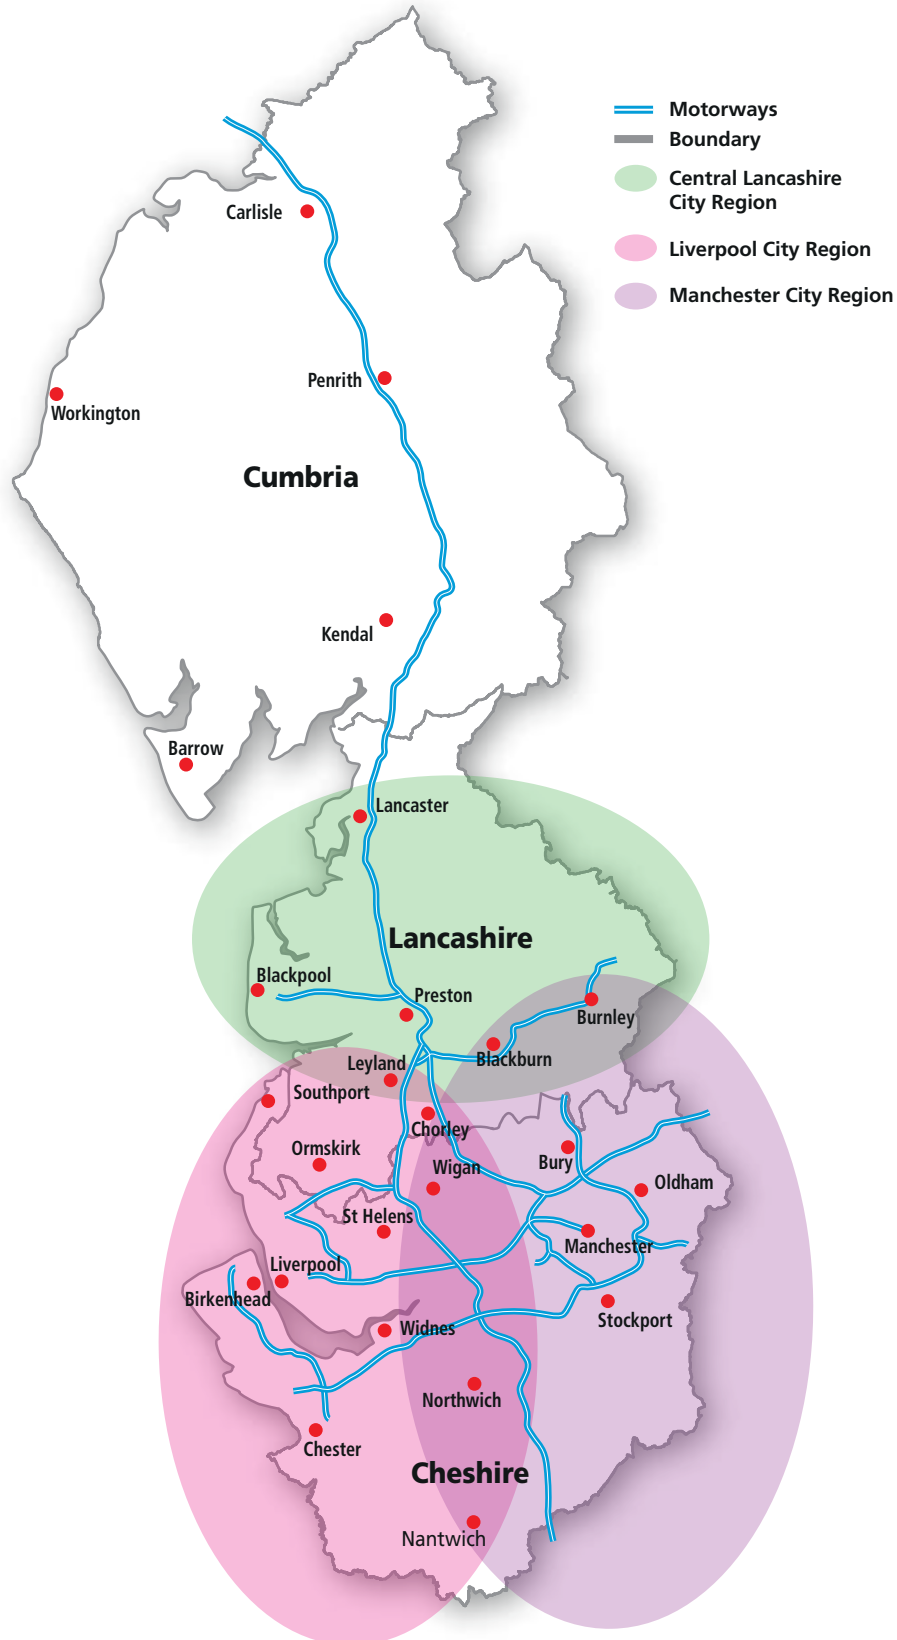 Motorways
Boundary
Central Lancashire
City Region
Liverpool City Region
Manchester City Region
Carlisle
Penrith
Workington
Cumbria
Kendal
Barrow
Lancaster
Lancashire
Blackpool
Preston
Burnley
Blackburn
Leyland
Southport
Chorley
Ormskirk
Wigan
Bury
Oldham
St Helens
Manchester
Liverpool
Birkenhead
Stockport
Widnes
Northwich
Chester
Cheshire
Nantwich